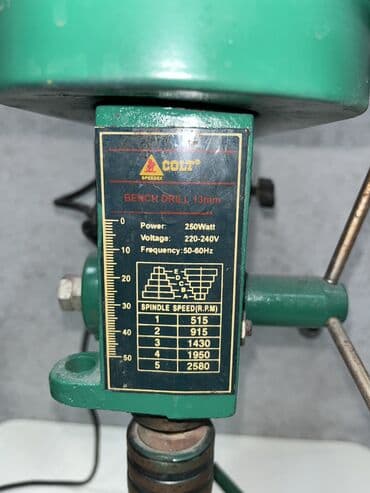 COLT®
SPEEDEX
BENCH DRILL 13mm
Power: 250Watt
Voltage: 220-240V
Frequency: 50-60Hz
0
10
20
30
40
50
E
D
C
B
A
SPINDLE SPEED(R.P.M)
1 515
2 915
3 1430
4 1950
5 2580